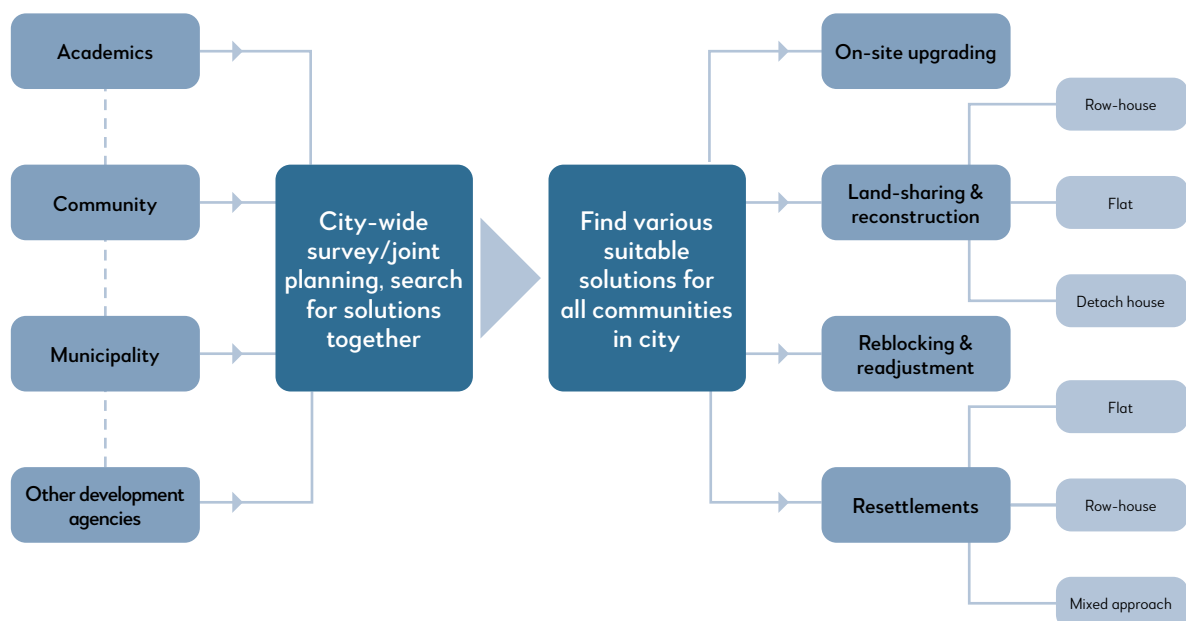 Academics
Community
Municipality
Other development
agencies
City-wide
survey/joint
planning, search
for solutions
together
Find various
suitable
solutions for
all communities
in city
On-site upgrading
Land-sharing &
reconstruction
Row-house
Flat
Detach house
Reblocking &
readjustment
Resettlements
Flat
Row-house
Mixed approach